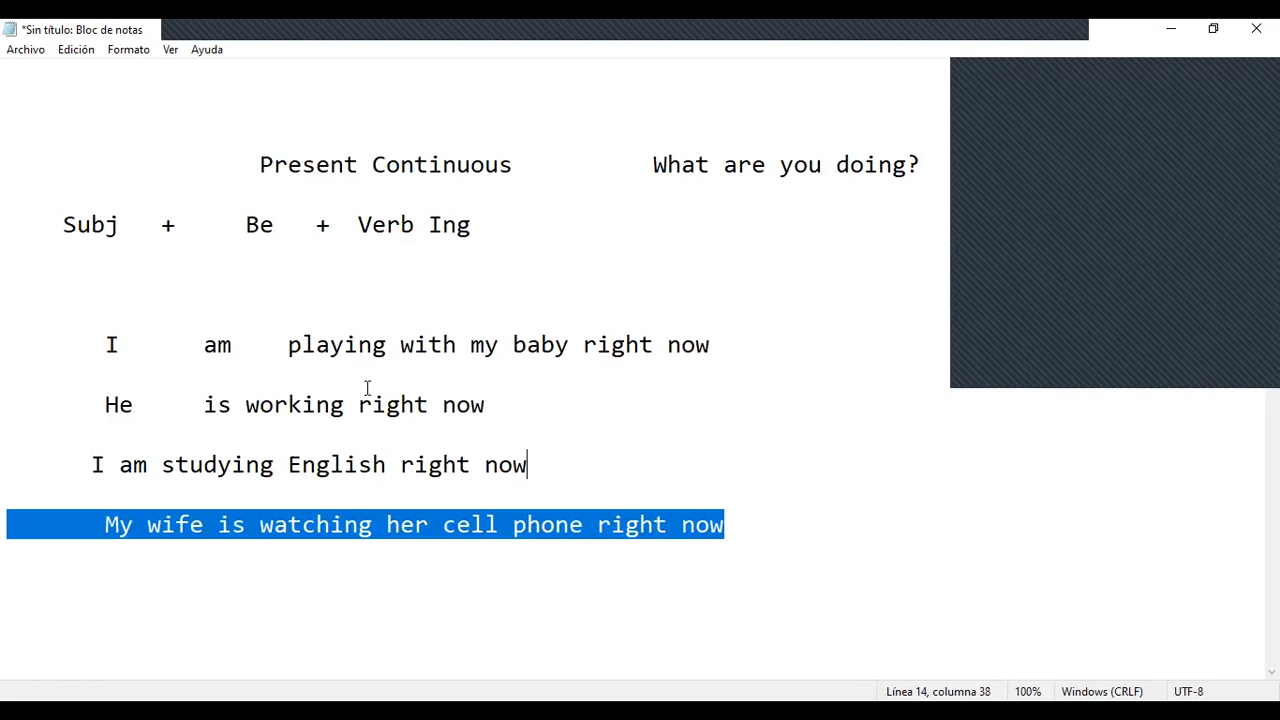 *Sin título: Bloc de notas
Archivo Edición Formato Ver Ayuda
Present Continuous What are you doing?
Subj + Be + Verb Ing
I am playing with my baby right now
He is working right now
I am studying English right now
My wife is watching her cell phone right now
Línea 14, columna 38 100% Windows (CRLF) UTF-8